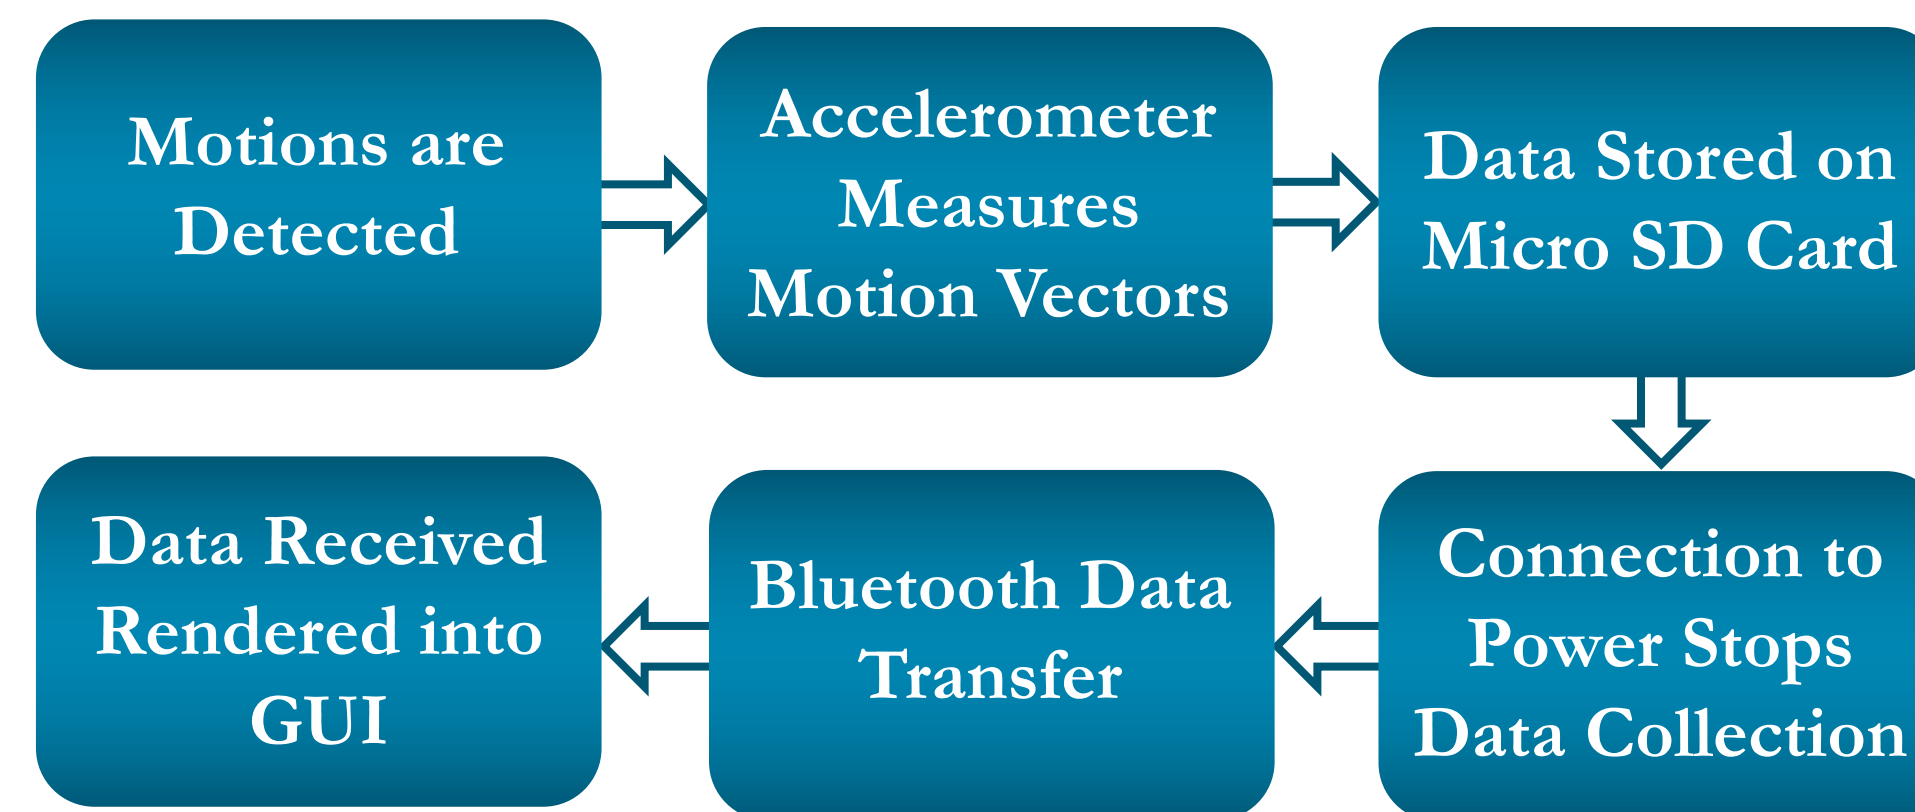 Motions are
Detected
Accelerometer
Measures
Motion Vectors
Data Stored on
Micro SD Card
Connection to
Power Stops
Data Collection
Bluetooth Data
Transfer
Data Received
Rendered into
GUI